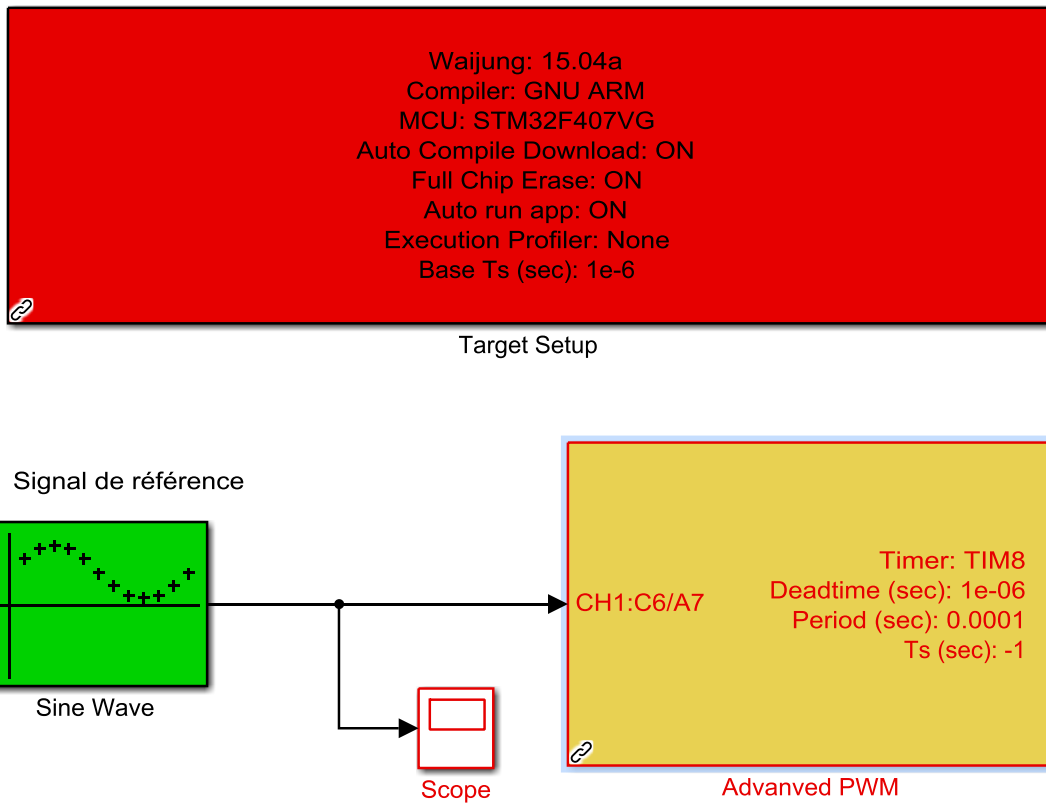 Waijung: 15.04a
Compiler: GNU ARM
MCU: STM32F407VG
Auto Compile Download: ON
Full Chip Erase: ON
Auto run app: ON
Execution Profiler: None
Base Ts (sec): 1e-6
Target Setup
Signal de référence
Sine Wave
CH1:C6/A7
Timer: TIM8
Deadtime (sec): 1e-06
Period (sec): 0.0001
Ts (sec): -1
Scope
Advanved PWM